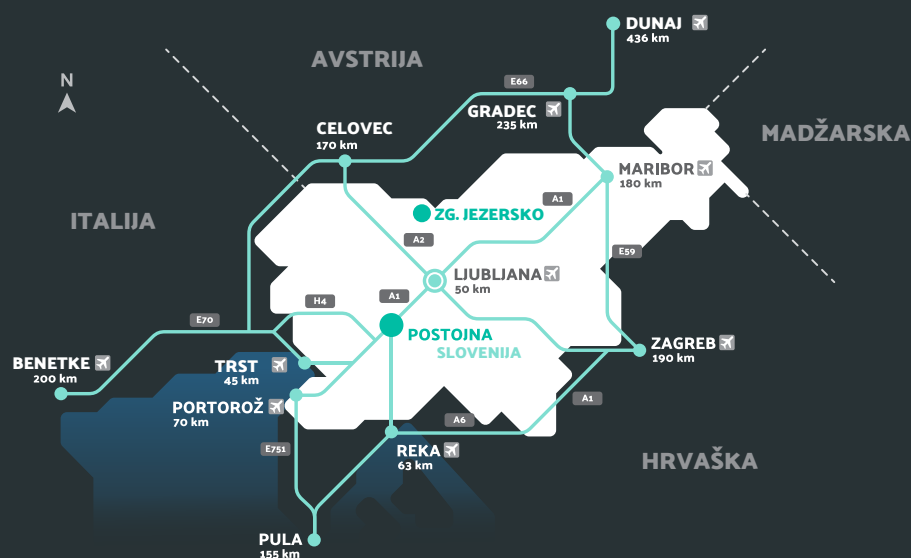 DUNAJ
436 km
AVSTRIJA
N
E66
GRADEC
235 km
CELOVEC
170 km
MADŽARSKA
MARIBOR
180 km
ITALIJA
A1
ZG. JEZERSKO
A2
E59
LJUBLJANA
50 km
A1
H4
E70
POSTOJNA
SLOVENIJA
ZAGREB
190 km
BENETKE
200 km
TRST
45 km
PORTOROŽ
70 km
A1
A6
E751
REKA
63 km
HRVAŠKA
PULA
155 km